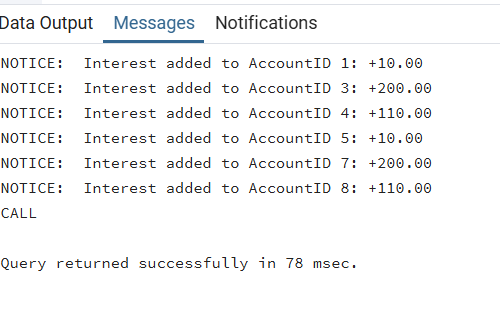 Data Output Messages Notifications
NOTICE:  Interest added to AccountID 1: +10.00
NOTICE:  Interest added to AccountID 3: +200.00
NOTICE:  Interest added to AccountID 4: +110.00
NOTICE:  Interest added to AccountID 5: +10.00
NOTICE:  Interest added to AccountID 7: +200.00
NOTICE:  Interest added to AccountID 8: +110.00
CALL
Query returned successfully in 78 msec.